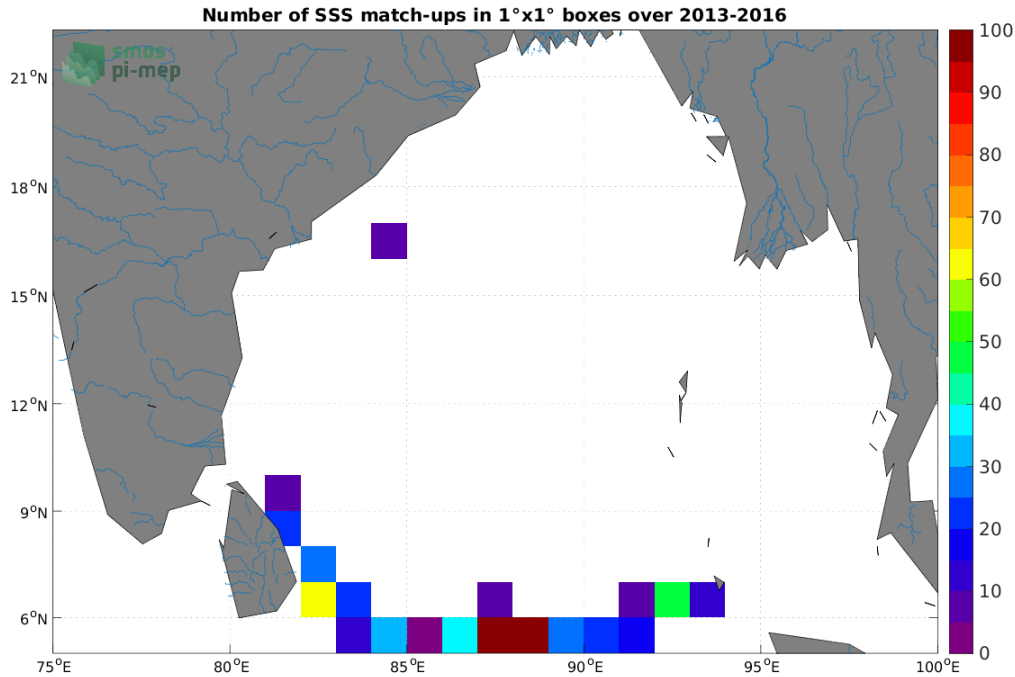 Number of SSS match-ups in 1°x1° boxes over 2013-2016
smos
pi-mep
21°N
18°N
15°N
12°N
9°N
6°N
75°E
80°E
85°E
90°E
95°E
100°E
100
90
80
70
60
50
40
30
20
10
0